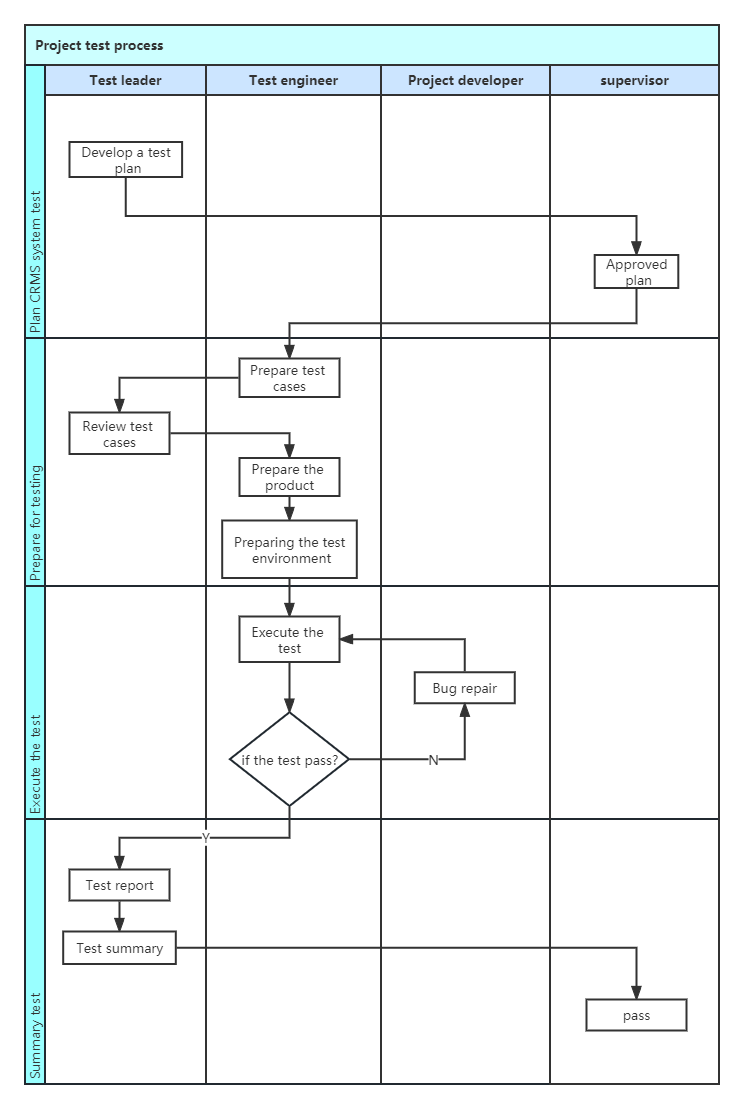 Project test process
Test leader
Test engineer
Project developer
supervisor
Plan CRMS system test
Develop a test
plan
Approved
plan
Prepare for testing
Prepare test
cases
Review test
cases
Prepare the
product
Preparing the test
environment
Execute the test
Execute the
test
Bug repair
if the test pass?
N
Y
Summary test
Test report
Test summary
pass